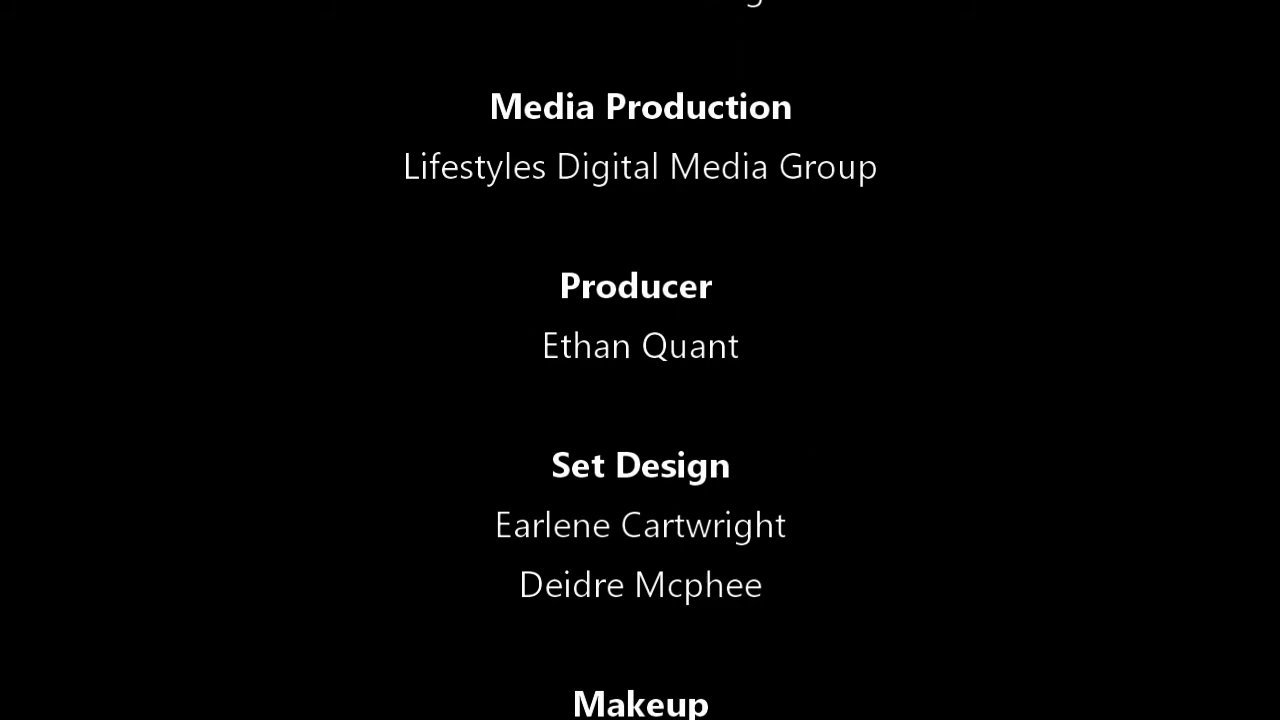 Media Production
Lifestyles Digital Media Group
Producer
Ethan Quant
Set Design
Earlene Cartwright
Deidre Mcphee
Makeup